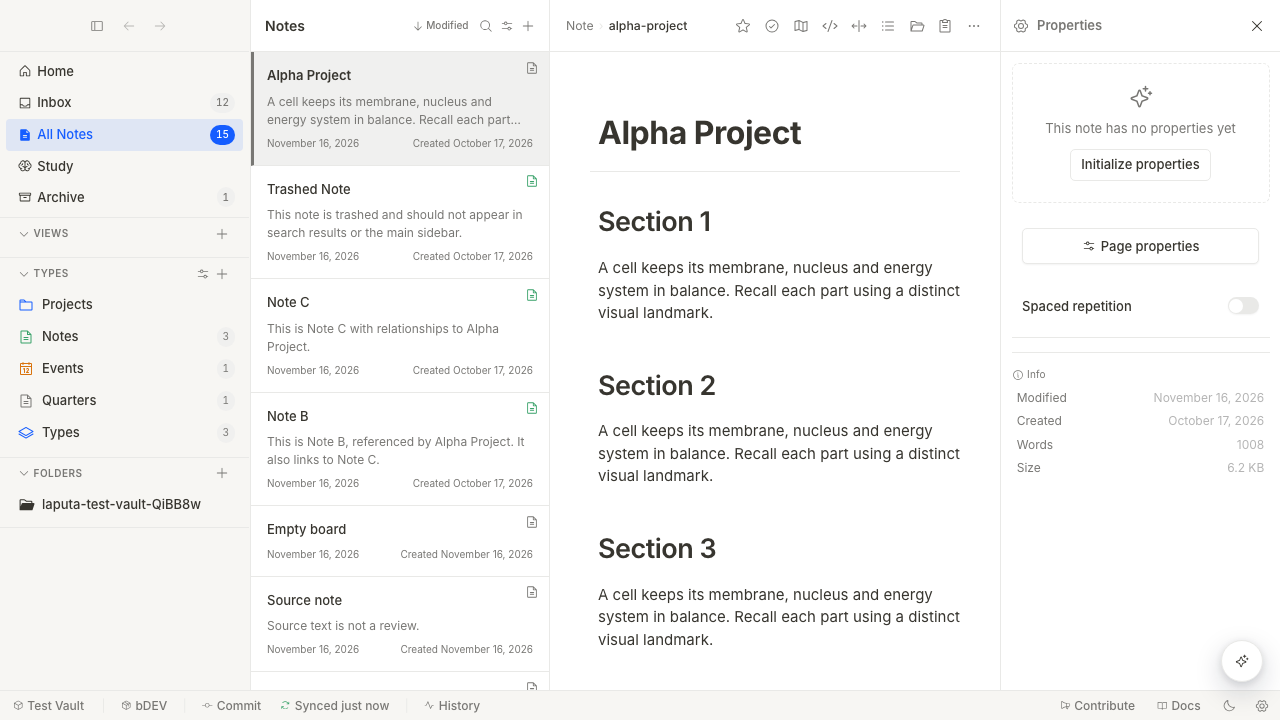 Home
Inbox
12
All Notes
15
Study
Archive
1
VIEWS
TYPES
Projects
Notes
3
Events
1
Quarters
1
Types
3
FOLDERS
laputa-test-vault-QiBB8w
Notes
Modified
Alpha Project
A cell keeps its membrane, nucleus and
energy system in balance. Recall each part...
November 16, 2026
Created October 17, 2026
Trashed Note
This note is trashed and should not appear in
search results or the main sidebar.
November 16, 2026
Created October 17, 2026
Note C
This is Note C with relationships to Alpha
Project.
November 16, 2026
Created October 17, 2026
Note B
This is Note B, referenced by Alpha Project. It
also links to Note C.
November 16, 2026
Created October 17, 2026
Empty board
November 16, 2026
Created November 16, 2026
Source note
Source text is not a review.
November 16, 2026
Created November 16, 2026
Note
alpha-project
Alpha Project
Section 1
A cell keeps its membrane, nucleus and energy
system in balance. Recall each part using a distinct
visual landmark.
Section 2
A cell keeps its membrane, nucleus and energy
system in balance. Recall each part using a distinct
visual landmark.
Section 3
A cell keeps its membrane, nucleus and energy
system in balance. Recall each part using a distinct
visual landmark.
Properties
This note has no properties yet
Initialize properties
Page properties
Spaced repetition
Info
Modified
November 16, 2026
Created
October 17, 2026
Words
1008
Size
6.2 KB
Test Vault
bDEV
Commit
Synced just now
History
Contribute
Docs